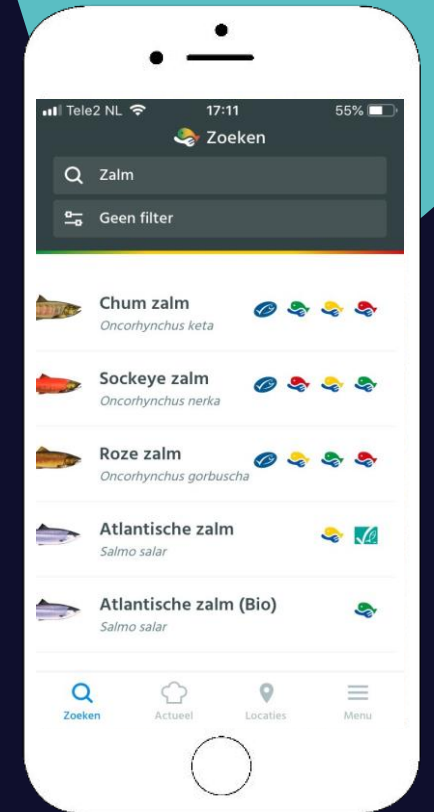 Tele2 NL 17:11 55%
Zoeken
Zalm
Geen filter
Chum zalm
Oncorhynchus keta
Sockeye zalm
Oncorhynchus nerka
Roze zalm
Oncorhynchus gorbuscha
Atlantische zalm
Salmo salar
Atlantische zalm (Bio)
Salmo salar
Zoeken Actueel Locaties Menu